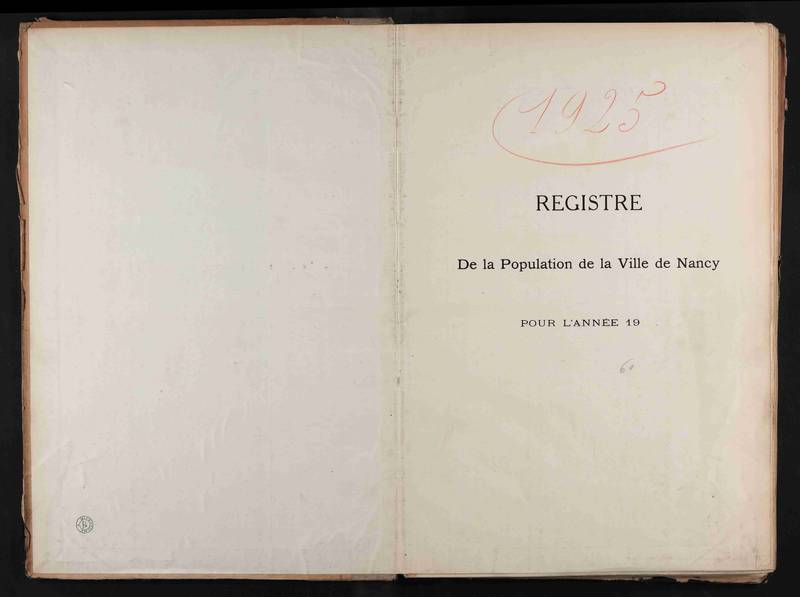 1925
REGISTRE
De la Population de la Ville de Nancy
POUR L'ANNÉE 19